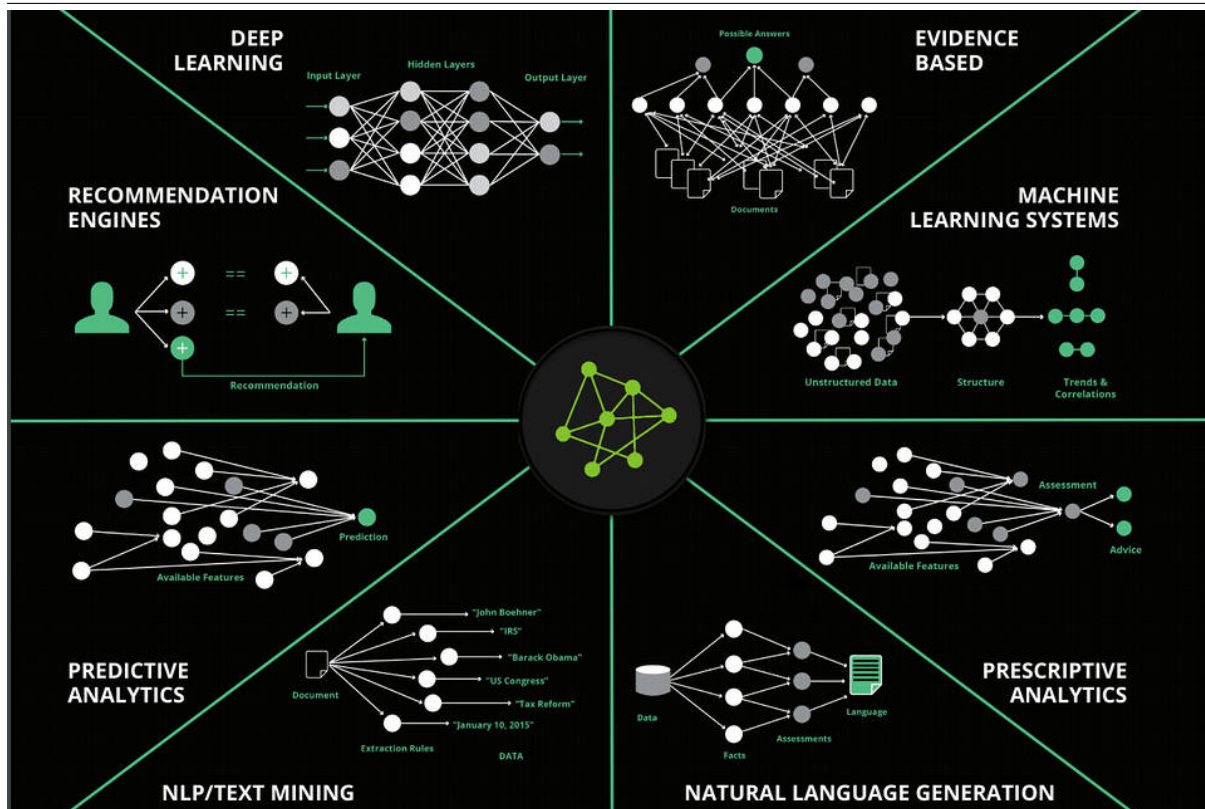 DEEP
LEARNING
Input Layer
Hidden Layers
Output Layer
Possible Answers
Documents
EVIDENCE
BASED
RECOMMENDATION
ENGINES
+ == +
+ == +
+
Recommendation
MACHINE
LEARNING SYSTEMS
Unstructured Data
Structure
Trends &
Correlations
Prediction
Available Features
PREDICTIVE
ANALYTICS
Document
Extraction Rules
"John Boehner"
"IRS"
"Barack Obama"
"US Congress"
"Tax Reform"
"January 10, 2015"
DATA
NLP/TEXT MINING
Data
Facts
Assessments
Language
NATURAL LANGUAGE GENERATION
Assessment
Advice
Available Features
PRESCRIPTIVE
ANALYTICS